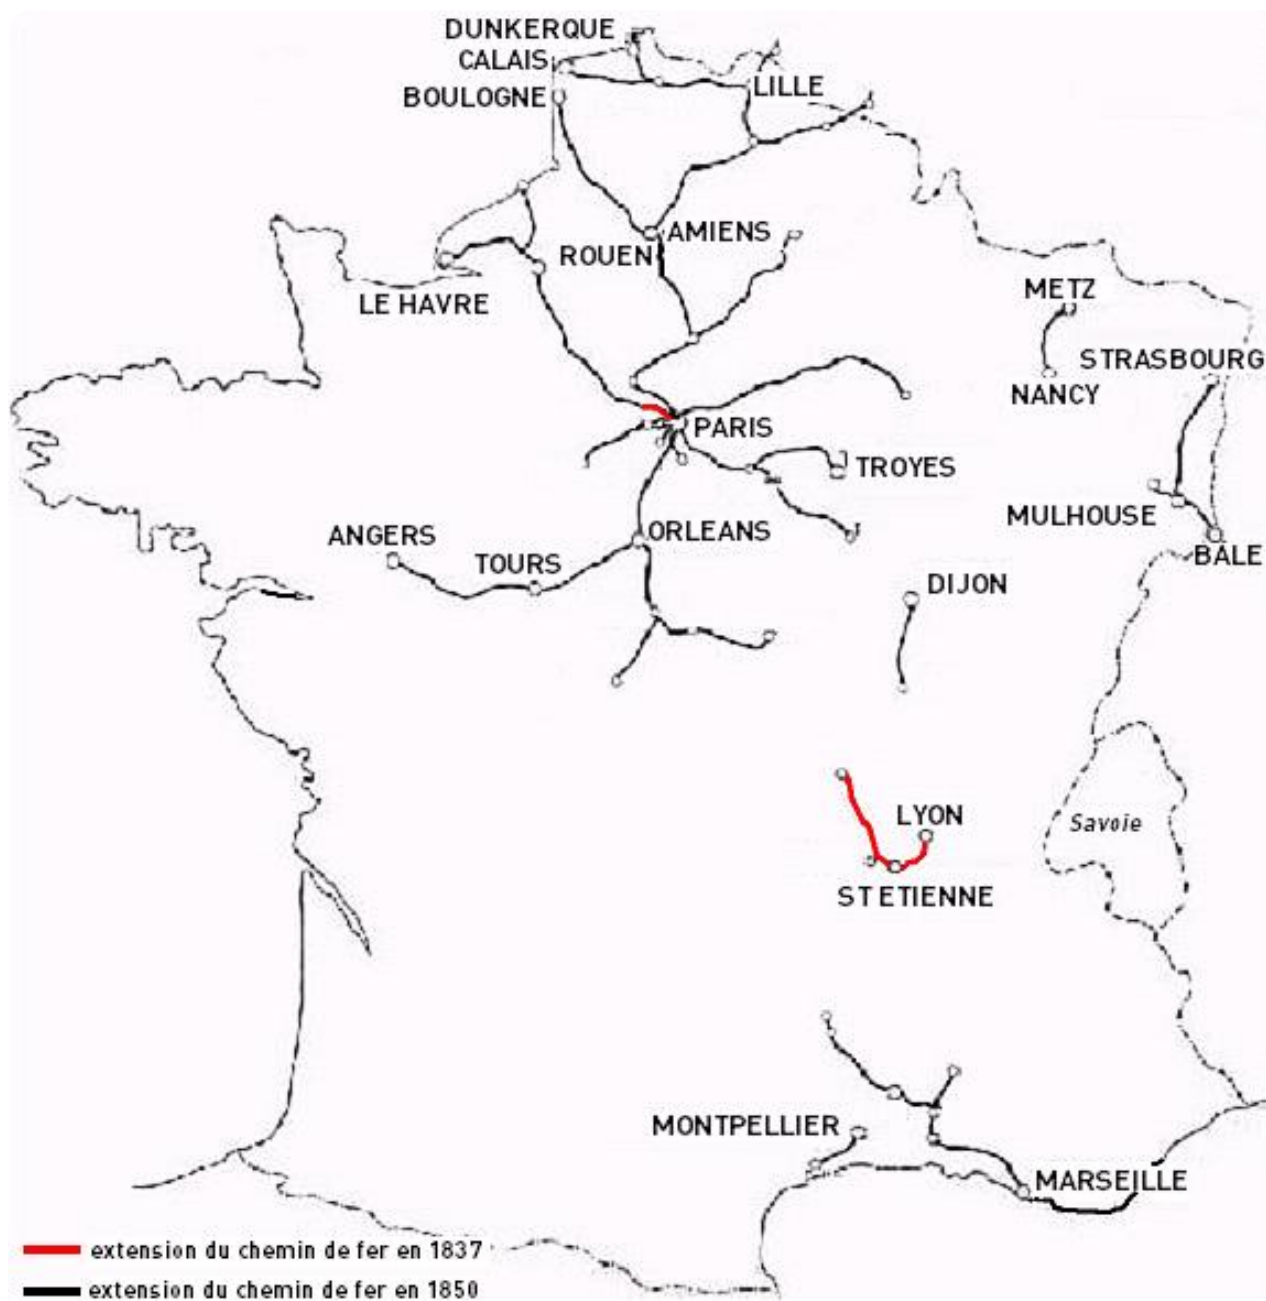 DUNKERQUE
CALAIS
LILLE
BOULOGNE
AMIENS
ROUEN
LE HAVRE
METZ
STRASBOURG
NANCY
PARIS
TROYES
MULHOUSE
ANGERS
ORLEANS
TOURS
BALE
DIJON
LYON
Savoie
ST ETIENNE
MONTPELLIER
MARSEILLE
extension du chemin de fer en 1837
extension du chemin de fer en 1850